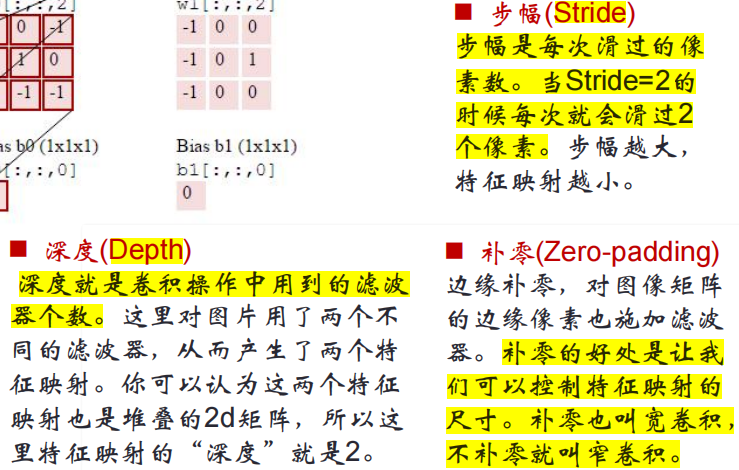 [:,:,2]
w1[:,:,2]
0 -1
-1 0 0
1 0
-1 0 1
-1 -1
-1 0 0
as b0 (1x1x1)
Bias b1 (1x1x1)
[:,:,0]
b1[:,:,0]
0
■ 步幅(Stride)
步幅是每次滑过的像
素数。当Stride=2的
时候每次就会滑过2
个像素。步幅越大，
特征映射越小。
■ 深度(Depth)
深度就是卷积操作中用到的滤波
器个数。这里对图片用了两个不
同的滤波器，从而产生了两个特
征映射。你可以认为这两个特征
映射也是堆叠的2d矩阵，所以这
里特征映射的“深度”就是2。
■ 补零(Zero-padding)
边缘补零，对图像矩阵
的边缘像素也施加滤波
器。补零的好处是让我
们可以控制特征映射的
尺寸。补零也叫宽卷积，
不补零就叫窄卷积。